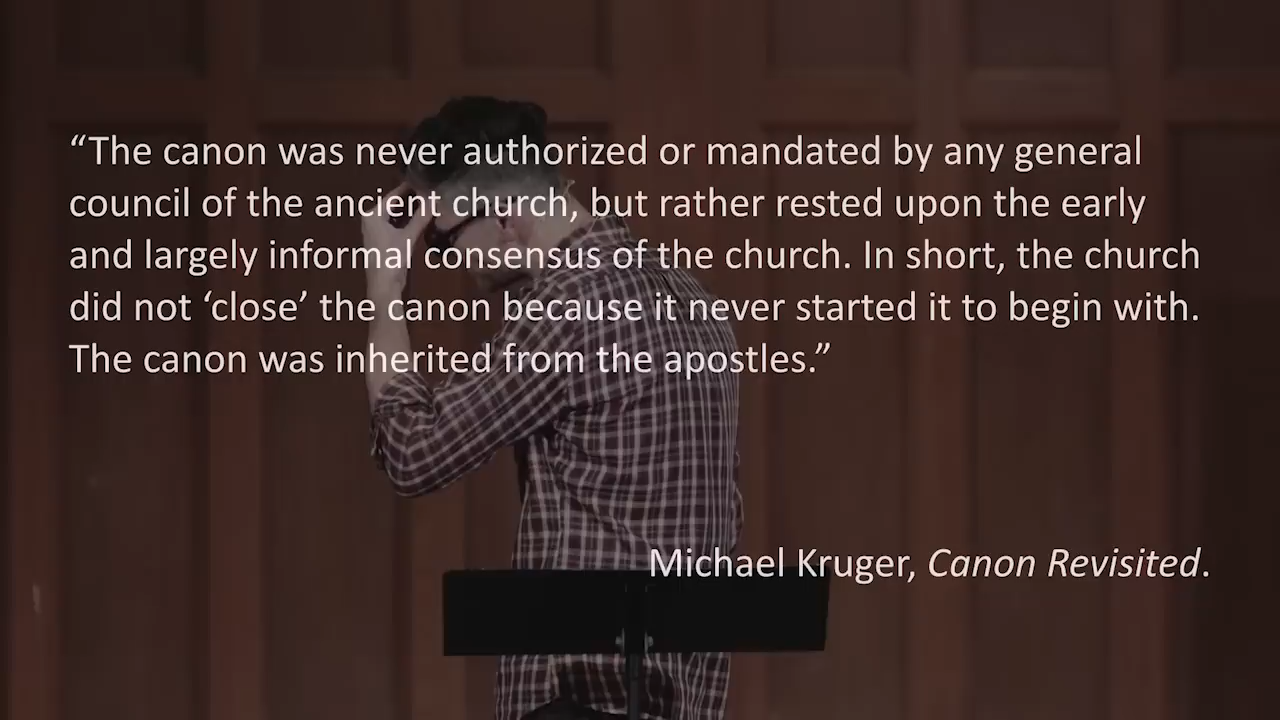 “The canon was never authorized or mandated by any general
council of the ancient church, but rather rested upon the early
and largely informal consensus of the church. In short, the church
did not ‘close’ the canon because it never started it to begin with.
The canon was inherited from the apostles.”
Michael Kruger, Canon Revisited.